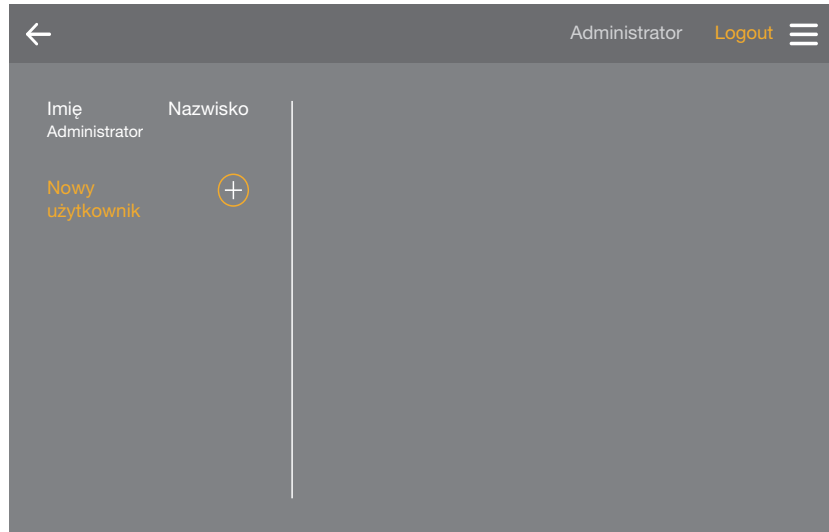 Administrator Logout
Imię Nazwisko
Administrator
Nowy
użytkownik